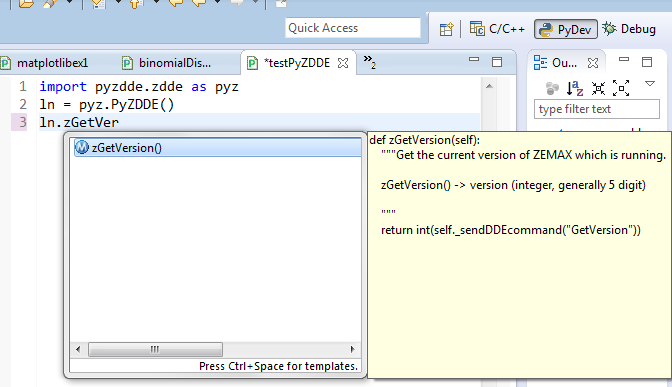 Quick Access
C/C++
PyDev
Debug
matplotlibex1
binomialDis...
*testPyZDDE
»2
Ou...
1 import pyzdde.zdde as pyz
2 ln = pyz.PyZDDE()
3 ln.zGetVer
type filter text
zGetVersion()
Press Ctrl+Space for templates.
def zGetVersion(self):
"""Get the current version of ZEMAX which is running.
zGetVersion() -> version (integer, generally 5 digit)
"""
return int(self._sendDDEcommand("GetVersion"))